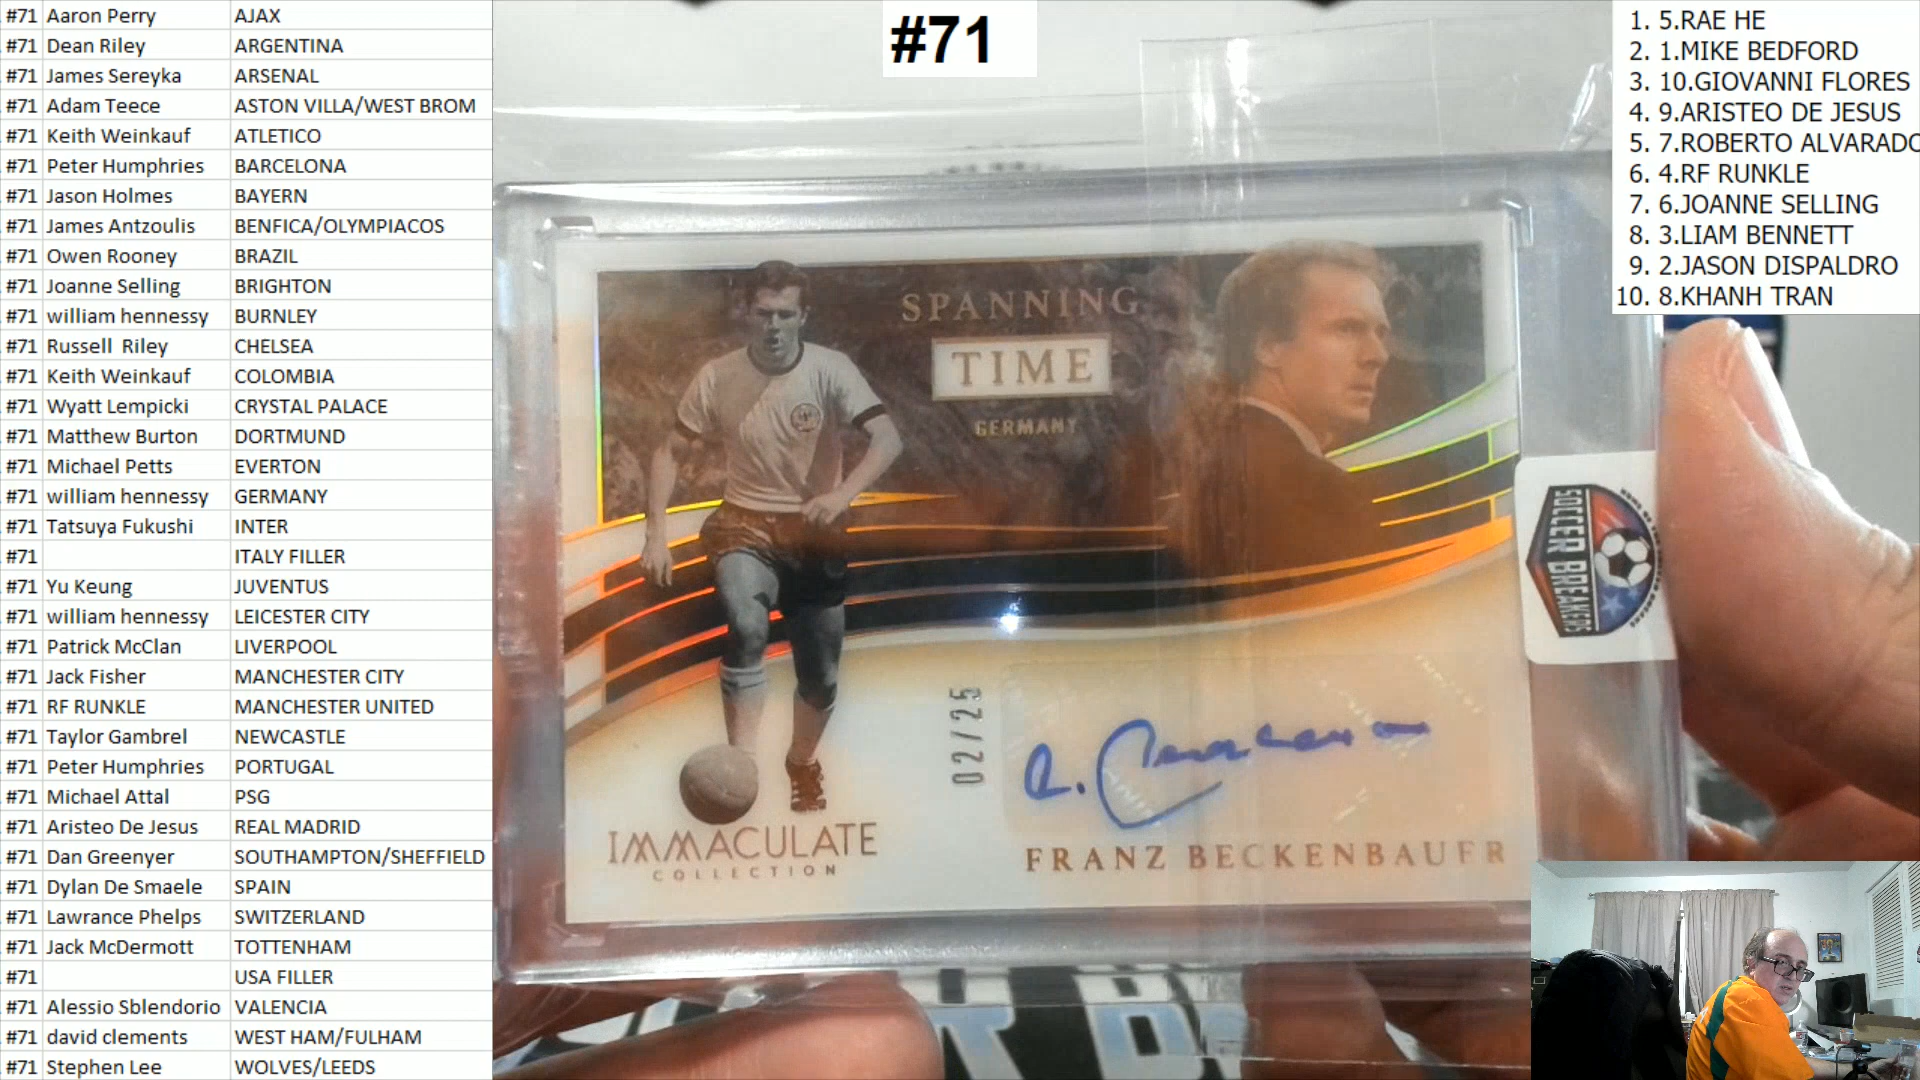 #71 Aaron Perry AJAX
#71 Dean Riley ARGENTINA
#71 James Sereyka ARSENAL
#71 Adam Teece ASTON VILLA/WEST BROM
#71 Keith Weinkauf ATLETICO
#71 Peter Humphries BARCELONA
#71 Jason Holmes BAYERN
#71 James Antzoulis BENFICA/OLYMPIACOS
#71 Owen Rooney BRAZIL
#71 Joanne Selling BRIGHTON
#71 william hennessy BURNLEY
#71 Russell Riley CHELSEA
#71 Keith Weinkauf COLOMBIA
#71 Wyatt Lempicki CRYSTAL PALACE
#71 Matthew Burton DORTMUND
#71 Michael Petts EVERTON
#71 william hennessy GERMANY
#71 Tatsuya Fukushi INTER
#71 ITALY FILLER
#71 Yu Keung JUVENTUS
#71 william hennessy LEICESTER CITY
#71 Patrick McClan LIVERPOOL
#71 Jack Fisher MANCHESTER CITY
#71 RF RUNKLE MANCHESTER UNITED
#71 Taylor Gambrel NEWCASTLE
#71 Peter Humphries PORTUGAL
#71 Michael Attal PSG
#71 Aristeo De Jesus REAL MADRID
#71 Dan Greenyer SOUTHAMPTON/SHEFFIELD
#71 Dylan De Smaele SPAIN
#71 Lawrance Phelps SWITZERLAND
#71 Jack McDermott TOTTENHAM
#71 USA FILLER
#71 Alessio Sblendorio VALENCIA
#71 david clements WEST HAM/FULHAM
#71 Stephen Lee WOLVES/LEEDS
#71
SPANNING
TIME
GERMANY
02/25
IMMACULATE
COLLECTION
FRANZ BECKENBAUER
SOCCER BREAKERS
1. 5.RAE HE
2. 1.MIKE BEDFORD
3. 10.GIOVANNI FLORES
4. 9.ARISTEO DE JESUS
5. 7.ROBERTO ALVARADO
6. 4.RF RUNKLE
7. 6.JOANNE SELLING
8. 3.LIAM BENNETT
9. 2.JASON DISPALDRO
10. 8.KHANH TRAN